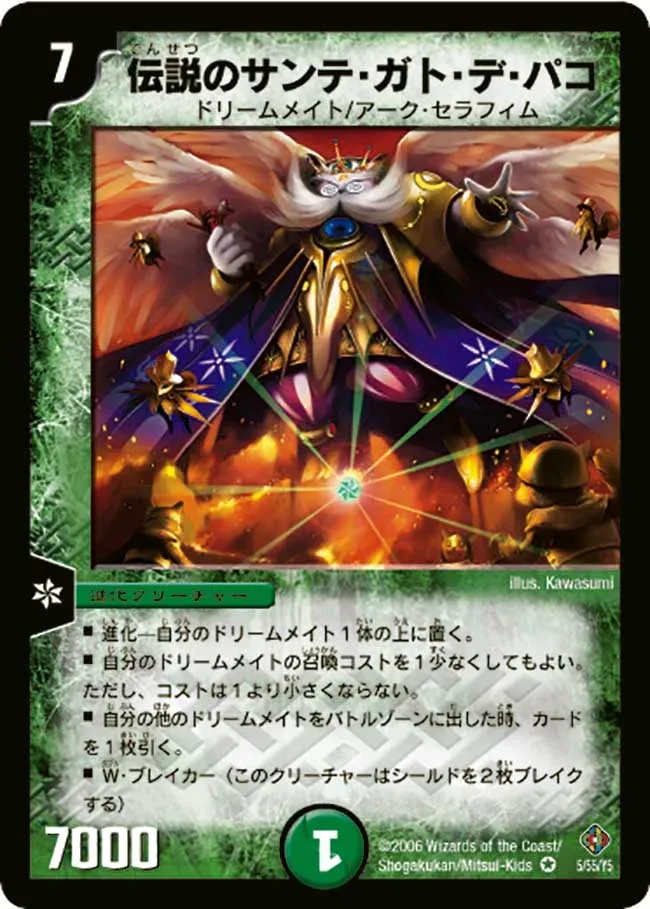 7
でんせつ
伝説のサンテ・ガト・デ・パコ
ドリームメイト/アーク・セラフィム
illus. Kawasumi
進化クリーチャー
■ 進化—自分のドリームメイト1体の上に置く。
■ 自分のドリームメイトの召喚コストを1少なくしてもよい。
ただし、コストは1より小さくならない。
■ 自分の他のドリームメイトをバトルゾーンに出した時、カード
を1枚引く。
■ W・ブレイカー（このクリーチャーはシールドを2枚ブレイク
する）
7000
1
©2006 Wizards of the Coast/
Shogakukan/Mitsui-Kids
5/55/Y5